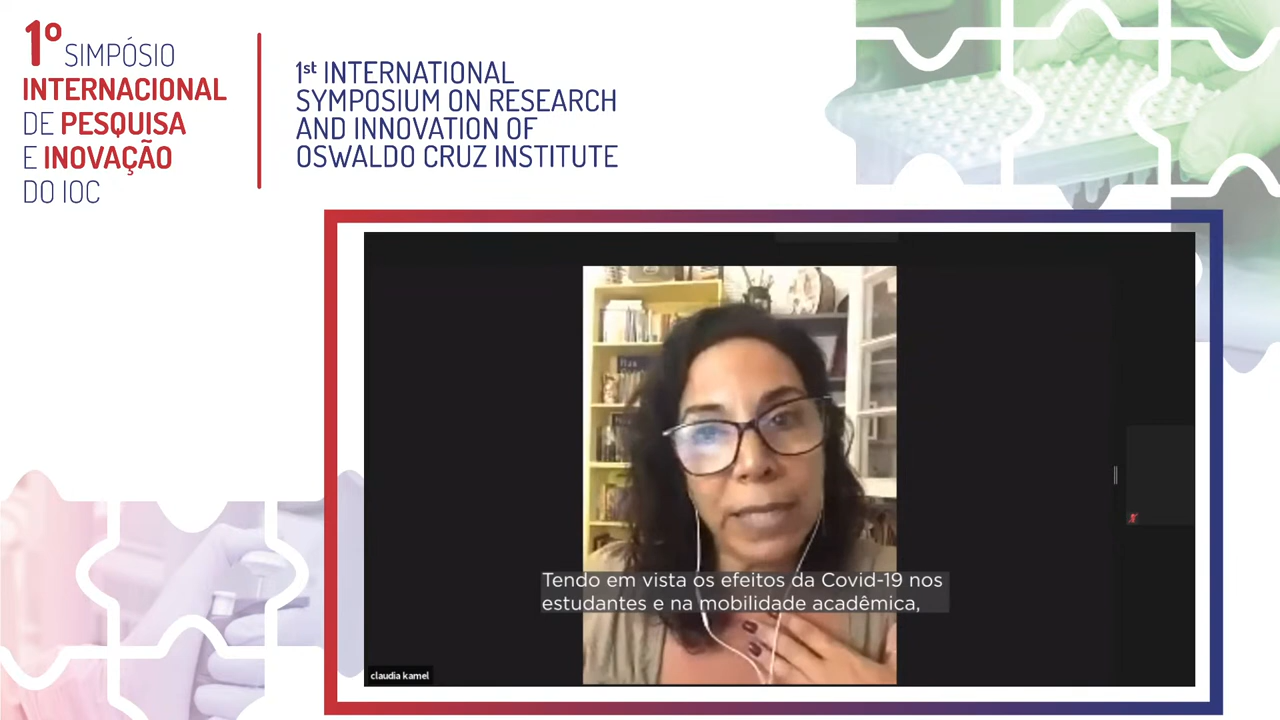 1º SIMPÓSIO
INTERNACIONAL
DE PESQUISA
E INOVAÇÃO
DO IOC
1st INTERNATIONAL
SYMPOSIUM ON RESEARCH
AND INNOVATION OF
OSWALDO CRUZ INSTITUTE
Tendo em vista os efeitos da Covid-19 nos
estudantes e na mobilidade acadêmica,
claudia kamel